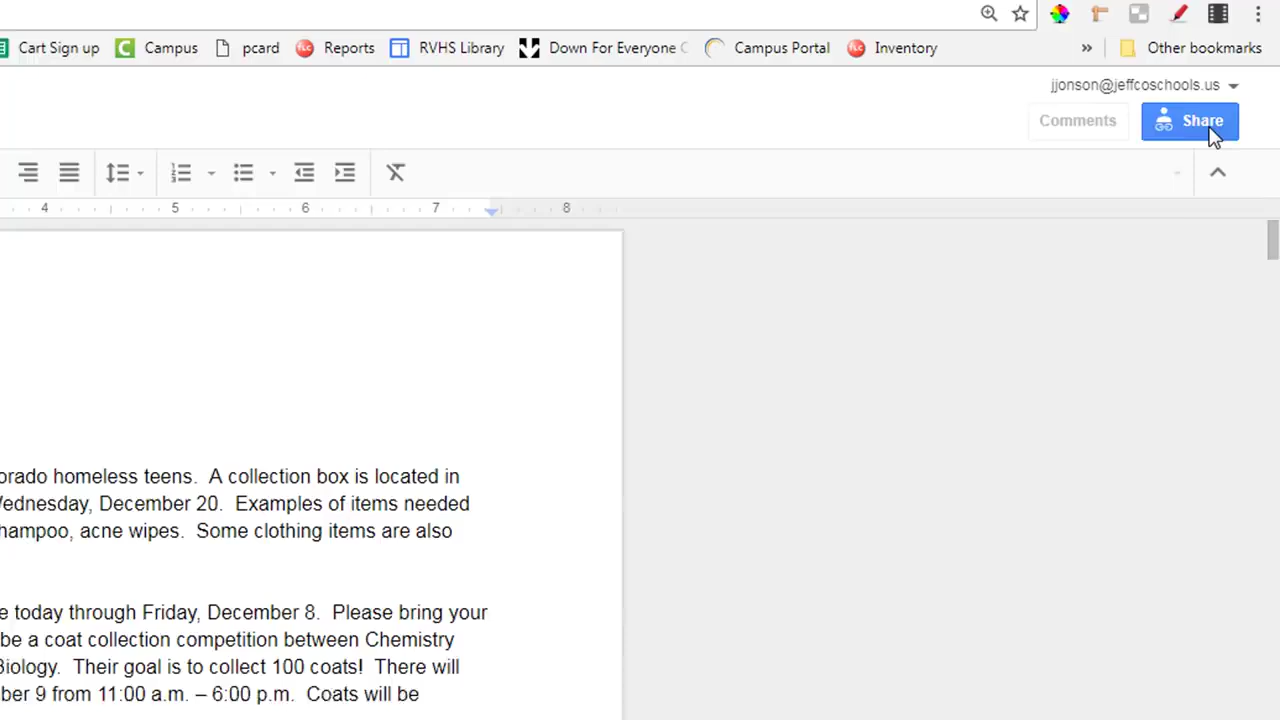 Cart Sign up Campus pcard Reports RVHS Library Down For Everyone Campus Portal Inventory » Other bookmarks
jjonson@jeffcoschools.us
Comments Share
4 5 6 7 8
orado homeless teens. A collection box is located in
Wednesday, December 20. Examples of items needed
hampoo, acne wipes. Some clothing items are also
e today through Friday, December 8. Please bring your
be a coat collection competition between Chemistry
Biology. Their goal is to collect 100 coats! There will
ber 9 from 11:00 a.m. – 6:00 p.m. Coats will be